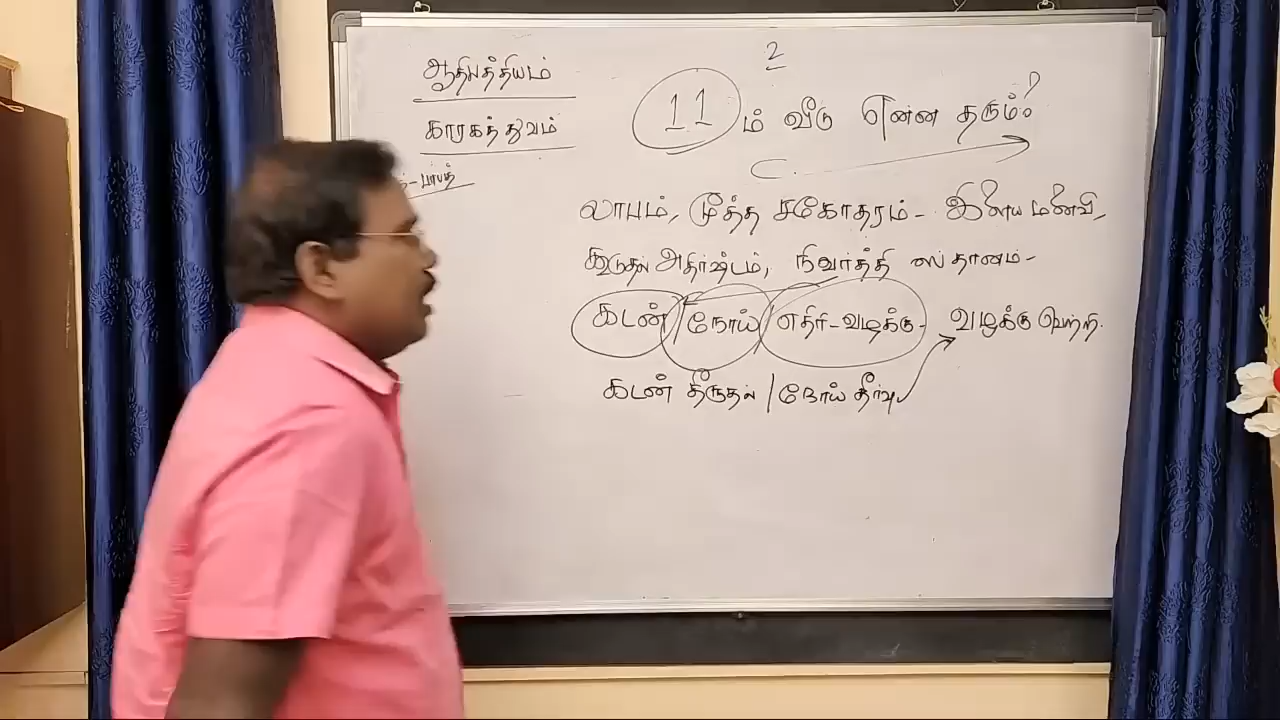 ஆதிபத்தியம்
காரகத்துவம்
2
11ம் வீடு என்ன தரும்?
லாபம், மூத்த சகோதரம் - இளைய மனைவி,
கூடுதல் அதிர்ஷ்டம், நிவர்த்தி ஸ்தானம் -
கடன் / நோய் / எதிரி - வழக்கு - வழக்கு வெற்றி.
கடன் தீருதல் / நோய் தீர்வு